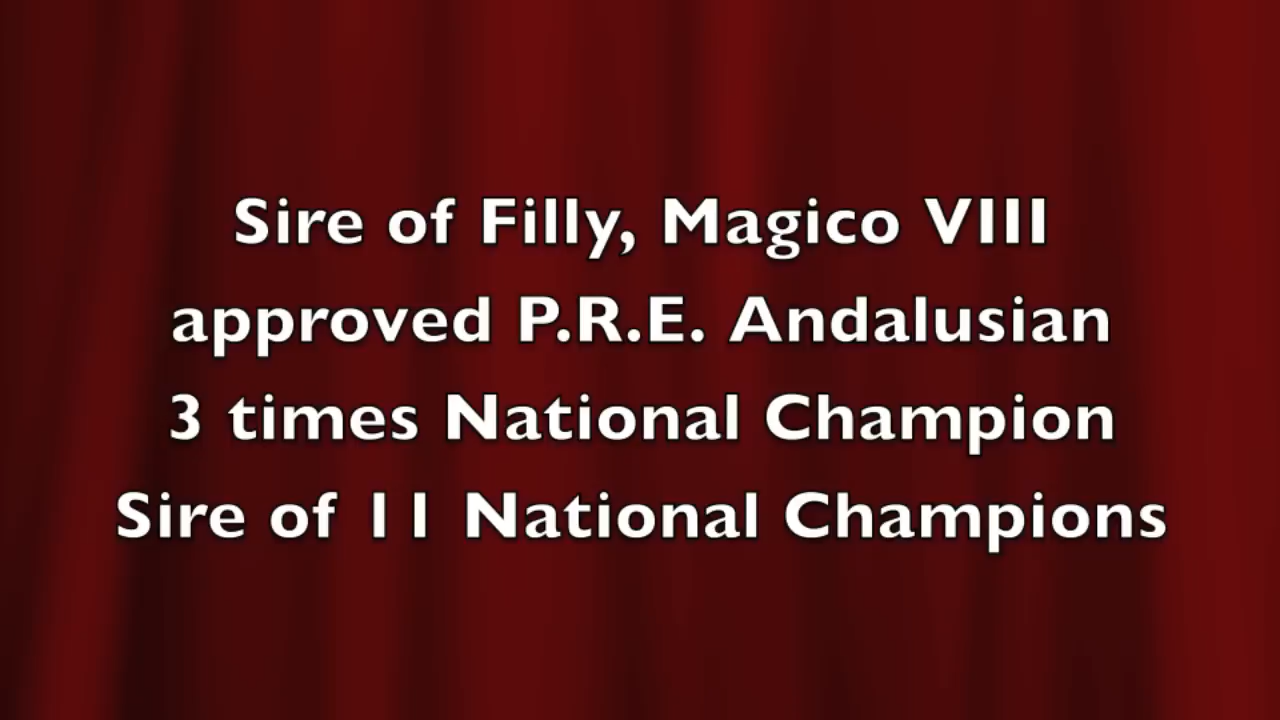 Sire of Filly, Magico VIII
approved P.R.E. Andalusian
3 times National Champion
Sire of 11 National Champions